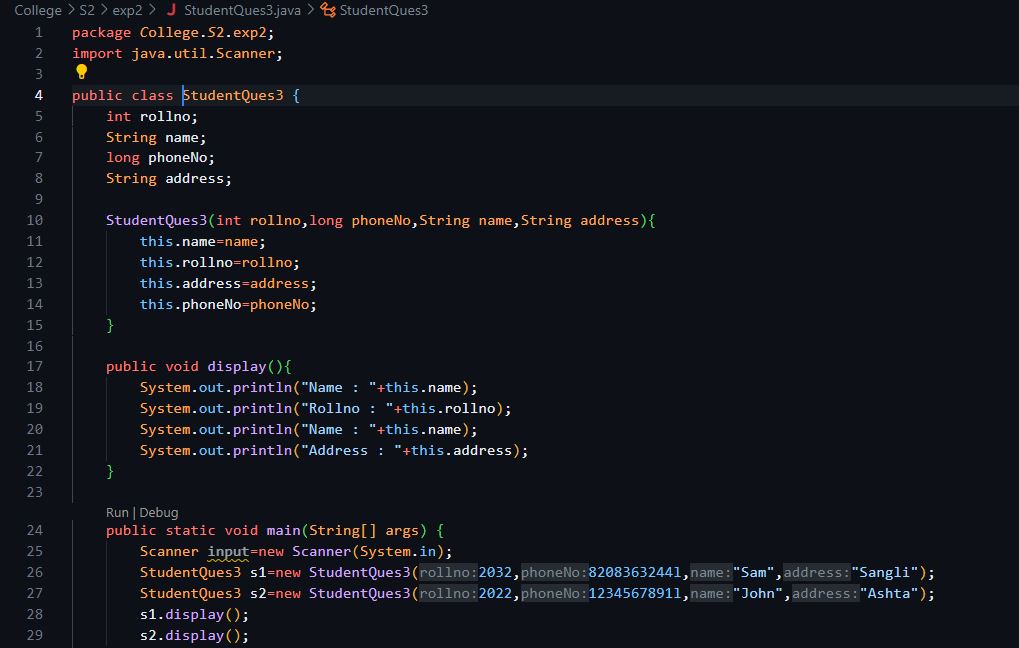 College > S2 > exp2 > J StudentQues3.java > StudentQues3
1 package College.S2.exp2;
2 import java.util.Scanner;
3
4 public class StudentQues3 {
5 int rollno;
6 String name;
7 long phoneNo;
8 String address;
9
10 StudentQues3(int rollno,long phoneNo,String name,String address){
11 this.name=name;
12 this.rollno=rollno;
13 this.address=address;
14 this.phoneNo=phoneNo;
15 }
16
17 public void display(){
18 System.out.println("Name : "+this.name);
19 System.out.println("Rollno : "+this.rollno);
20 System.out.println("Name : "+this.name);
21 System.out.println("Address : "+this.address);
22 }
23
Run | Debug
24 public static void main(String[] args) {
25 Scanner input=new Scanner(System.in);
26 StudentQues3 s1=new StudentQues3(rollno:2032,phoneNo:8208363244l,name:"Sam",address:"Sangli");
27 StudentQues3 s2=new StudentQues3(rollno:2022,phoneNo:1234567891l,name:"John",address:"Ashta");
28 s1.display();
29 s2.display();